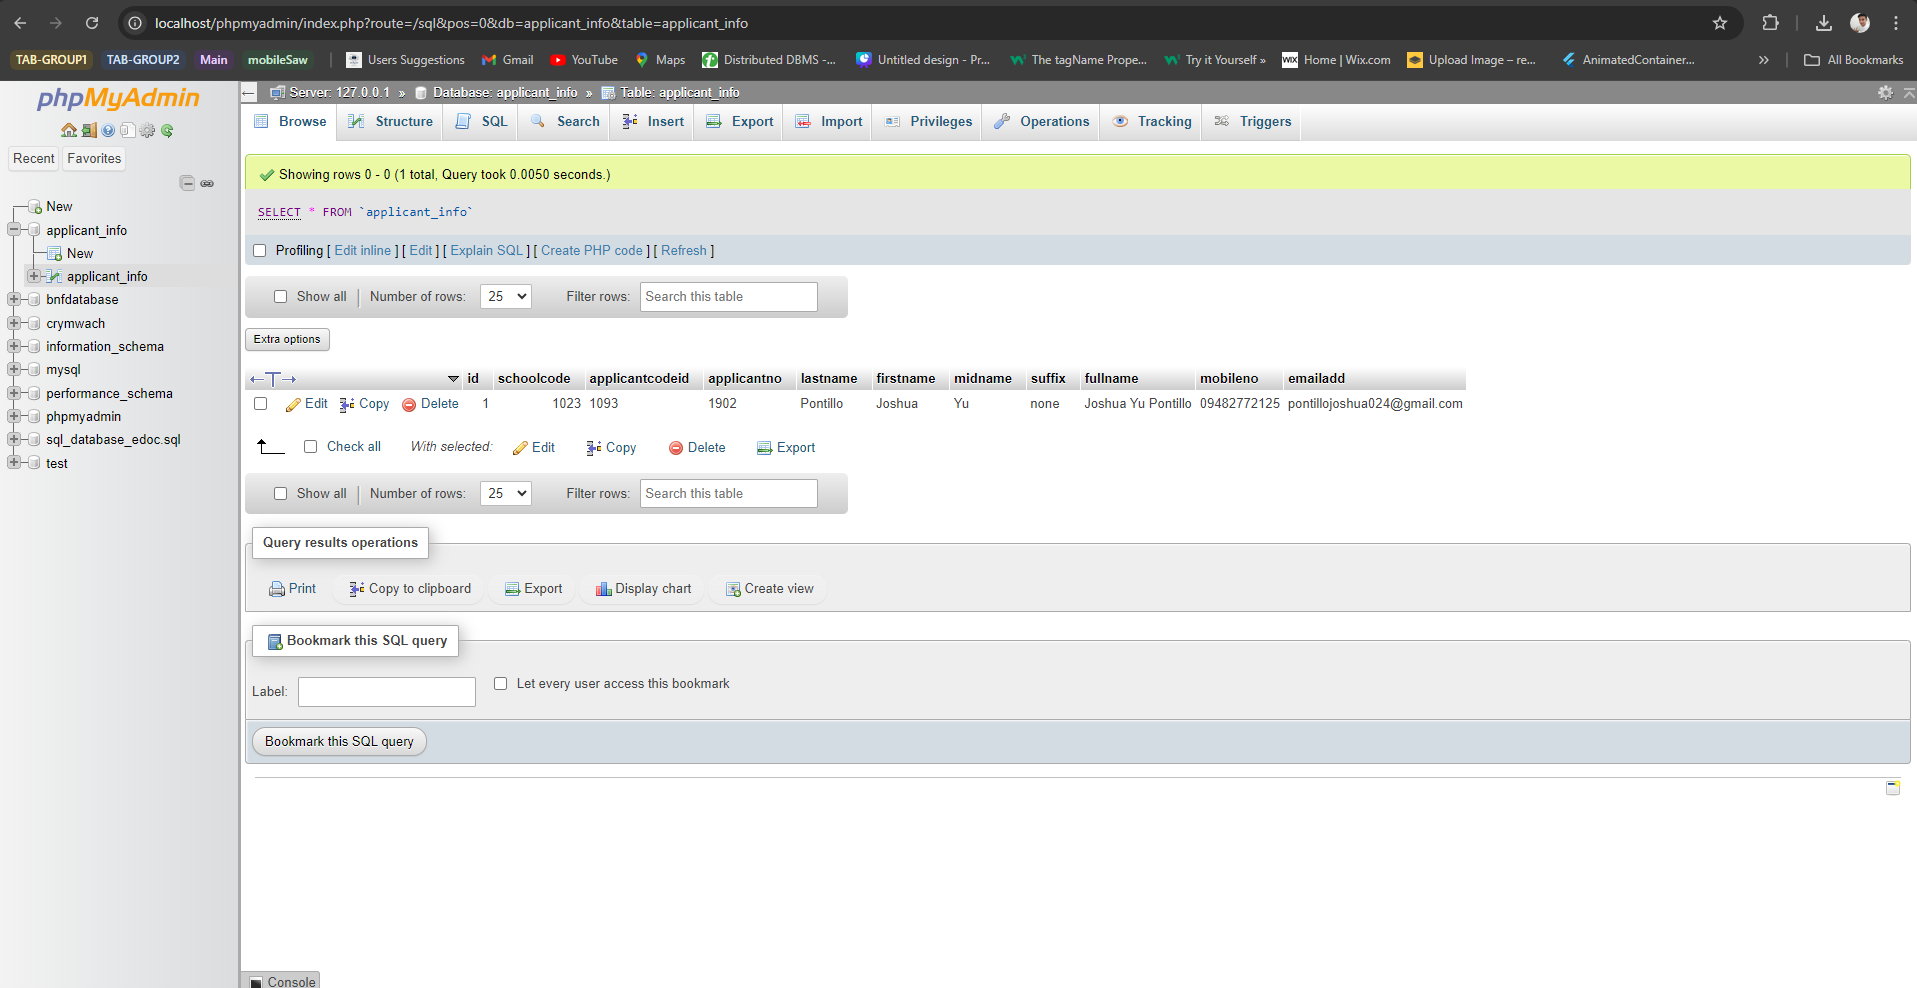 localhost/phpmyadmin/index.php?route=/sql&pos=0&db=applicant_info&table=applicant_info
TAB-GROUP1 TAB-GROUP2 Main mobileSaw Users Suggestions Gmail YouTube Maps Distributed DBMS -... Untitled design - Pr... The tagName Prope... Try it Yourself » WIX Home | Wix.com Upload Image – re... AnimatedContainer... » All Bookmarks
phpMyAdmin
Recent Favorites
New
applicant_info
New
applicant_info
bnfdatabase
crymwach
information_schema
mysql
performance_schema
phpmyadmin
sql_database_edoc.sql
test
Server: 127.0.0.1 » Database: applicant_info » Table: applicant_info
Browse Structure SQL Search Insert Export Import Privileges Operations Tracking Triggers
Showing rows 0 - 0 (1 total, Query took 0.0050 seconds.)
SELECT * FROM `applicant_info`
Profiling [ Edit inline ] [ Edit ] [ Explain SQL ] [ Create PHP code ] [ Refresh ]
Show all | Number of rows: 25 Filter rows: Search this table
Extra options
←T→ id schoolcode applicantcodeid applicantno lastname firstname midname suffix fullname mobileno emailadd
Edit Copy Delete 1 1023 1093 1902 Pontillo Joshua Yu none Joshua Yu Pontillo 09482772125 pontillojoshua024@gmail.com
Check all With selected: Edit Copy Delete Export
Show all | Number of rows: 25 Filter rows: Search this table
Query results operations
Print Copy to clipboard Export Display chart Create view
Bookmark this SQL query
Label: Let every user access this bookmark
Bookmark this SQL query
Console